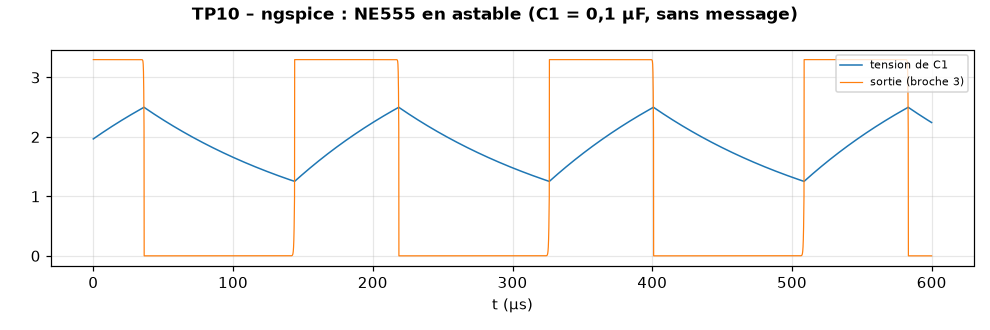 TP10 – ngspice : NE555 en astable (C1 = 0,1 µF, sans message)
tension de C1
sortie (broche 3)
3
2
1
0
0 100 200 300 400 500 600
t (µs)